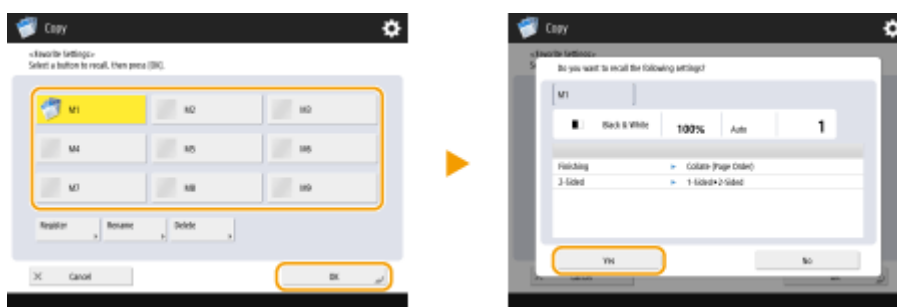 Copy
<Favorite Settings>
Select a button to recall, then press [OK].
M1
M2
M3
M4
M5
M6
M7
M8
M9
Register
Rename
Delete
Cancel
OK
Copy
Do you want to recall the following settings?
M1
Black & White
100%
Auto
1
Finishing
Collate (Page Order)
2-Sided
1-Sided▸2-Sided
Yes
No